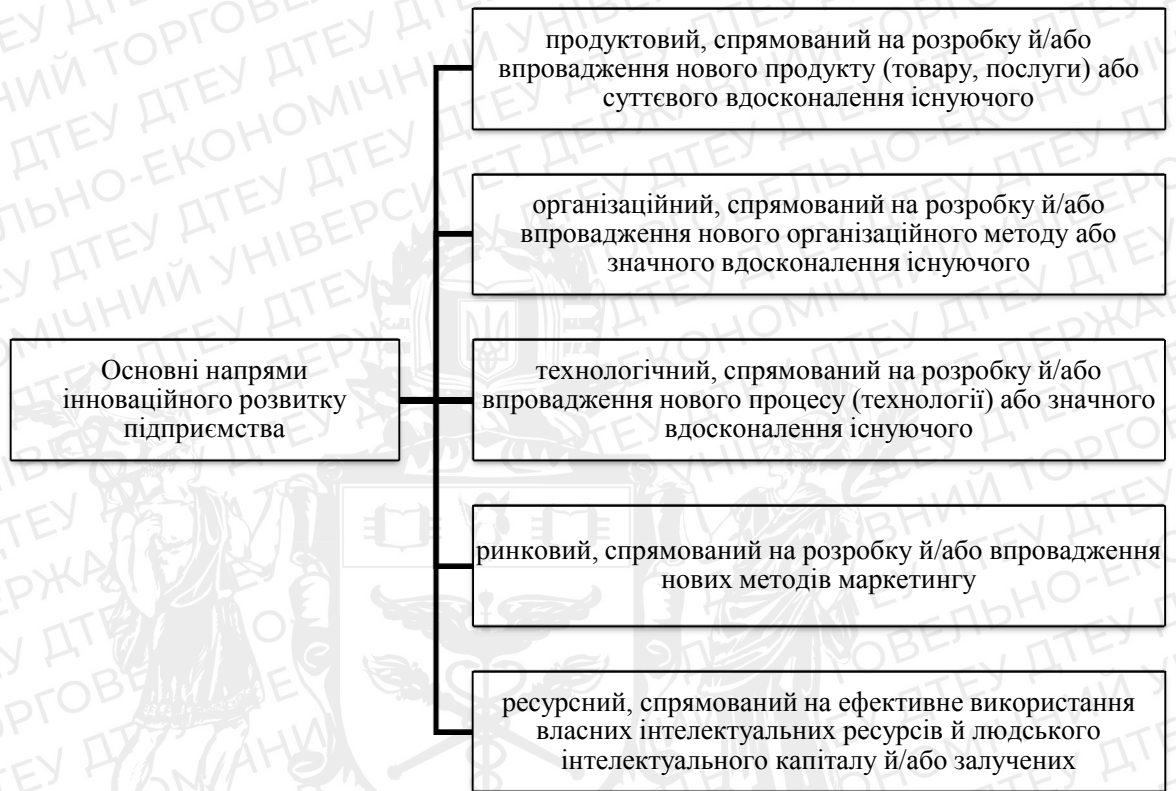 продуктовий, спрямований на розробку й/або
впровадження нового продукту (товару, послуги) або
суттєвого вдосконалення існуючого
організаційний, спрямований на розробку й/або
впровадження нового організаційного методу або
значного вдосконалення існуючого
Основні напрями
інноваційного розвитку
підприємства
технологічний, спрямований на розробку й/або
впровадження нового процесу (технології) або значного
вдосконалення існуючого
ринковий, спрямований на розробку й/або впровадження
нових методів маркетингу
ресурсний, спрямований на ефективне використання
власних інтелектуальних ресурсів й людського
інтелектуального капіталу й/або залучених